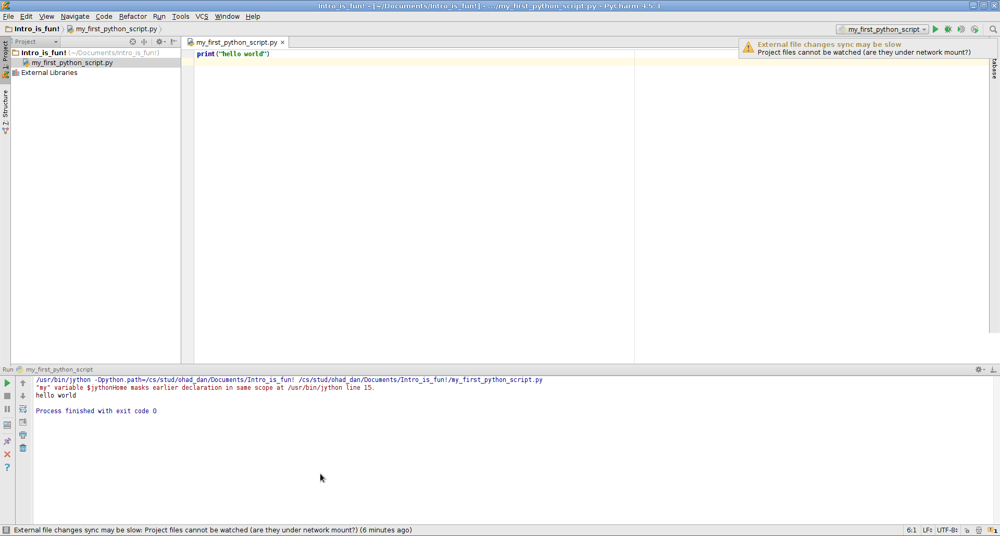 Intro_is_fun! - [~/Documents/Intro_is_fun!] - .../my_first_python_script.py - PyCharm 4.5.3
File Edit View Navigate Code Refactor Run Tools VCS Window Help
Intro_is_fun! my_first_python_script.py
my_first_python_script
1: Project
7: Structure
Project
Intro_is_fun! (~/Documents/Intro_is_fun!)
my_first_python_script.py
External Libraries
my_first_python_script.py
print("hello world")
External file changes sync may be slow
Project files cannot be watched (are they under network mount?)
tabase
Run my_first_python_script
/usr/bin/jython -Dpython.path=/cs/stud/ohad_dan/Documents/Intro_is_fun! /cs/stud/ohad_dan/Documents/Intro_is_fun!/my_first_python_script.py
"my" variable $jythonHome masks earlier declaration in same scope at /usr/bin/jython line 15.
hello world
Process finished with exit code 0
External file changes sync may be slow: Project files cannot be watched (are they under network mount?) (6 minutes ago)
6:1 LF UTF-8 1